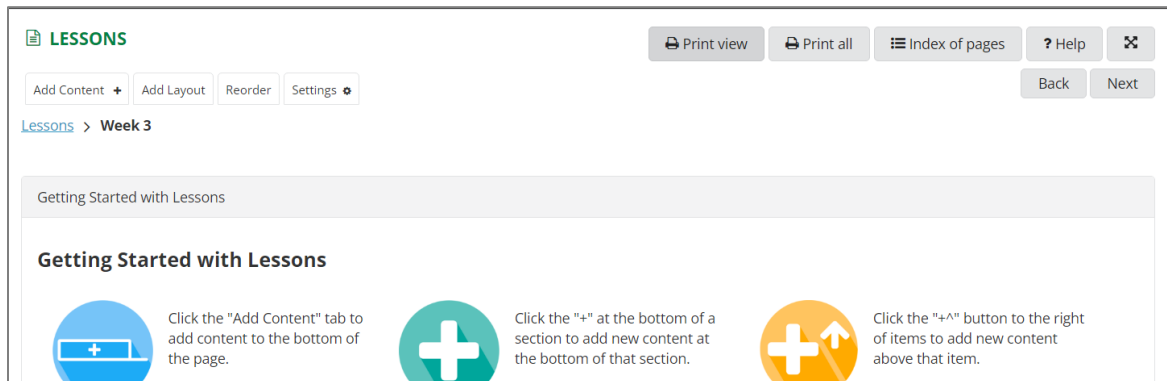 LESSONS
Print view
Print all
Index of pages
? Help
Add Content +
Add Layout
Reorder
Settings
Back
Next
Lessons > Week 3
Getting Started with Lessons
Getting Started with Lessons
Click the "Add Content" tab to
add content to the bottom of
the page.
Click the "+" at the bottom of a
section to add new content at
the bottom of that section.
Click the "+^" button to the right
of items to add new content
above that item.